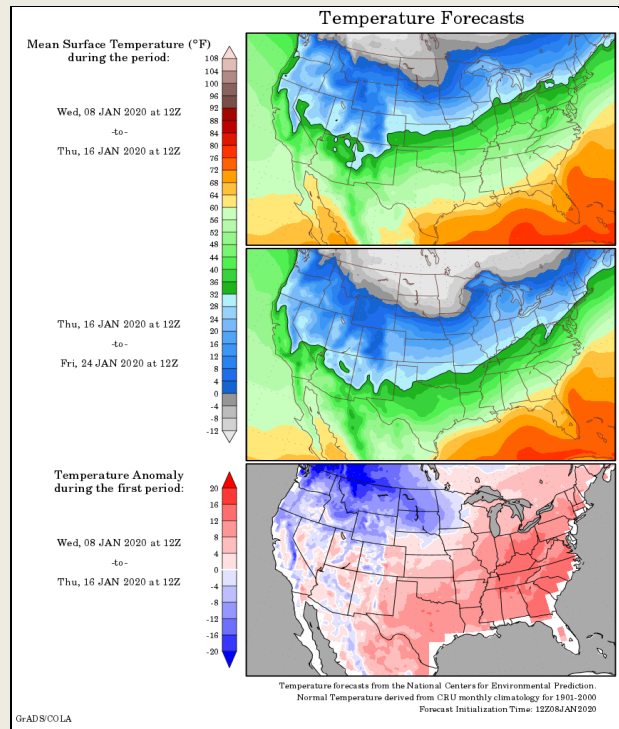 Temperature Forecasts
Mean Surface Temperature (°F)
during the period:
Wed, 08 JAN 2020 at 12Z
-to-
Thu, 16 JAN 2020 at 12Z
108
104
100
96
92
88
84
80
76
72
68
64
60
56
52
48
44
40
36
32
28
24
20
16
12
8
4
0
-4
-8
-12
Thu, 16 JAN 2020 at 12Z
-to-
Fri, 24 JAN 2020 at 12Z
Temperature Anomaly
during the first period:
Wed, 08 JAN 2020 at 12Z
-to-
Thu, 16 JAN 2020 at 12Z
20
16
12
8
4
0
-4
-8
-12
-16
-20
Temperature forecasts from the National Centers for Environmental Prediction.
Normal Temperature derived from CRU monthly climatology for 1901-2000
Forecast Initialization Time: 12Z08JAN2020
GrADS/COLA